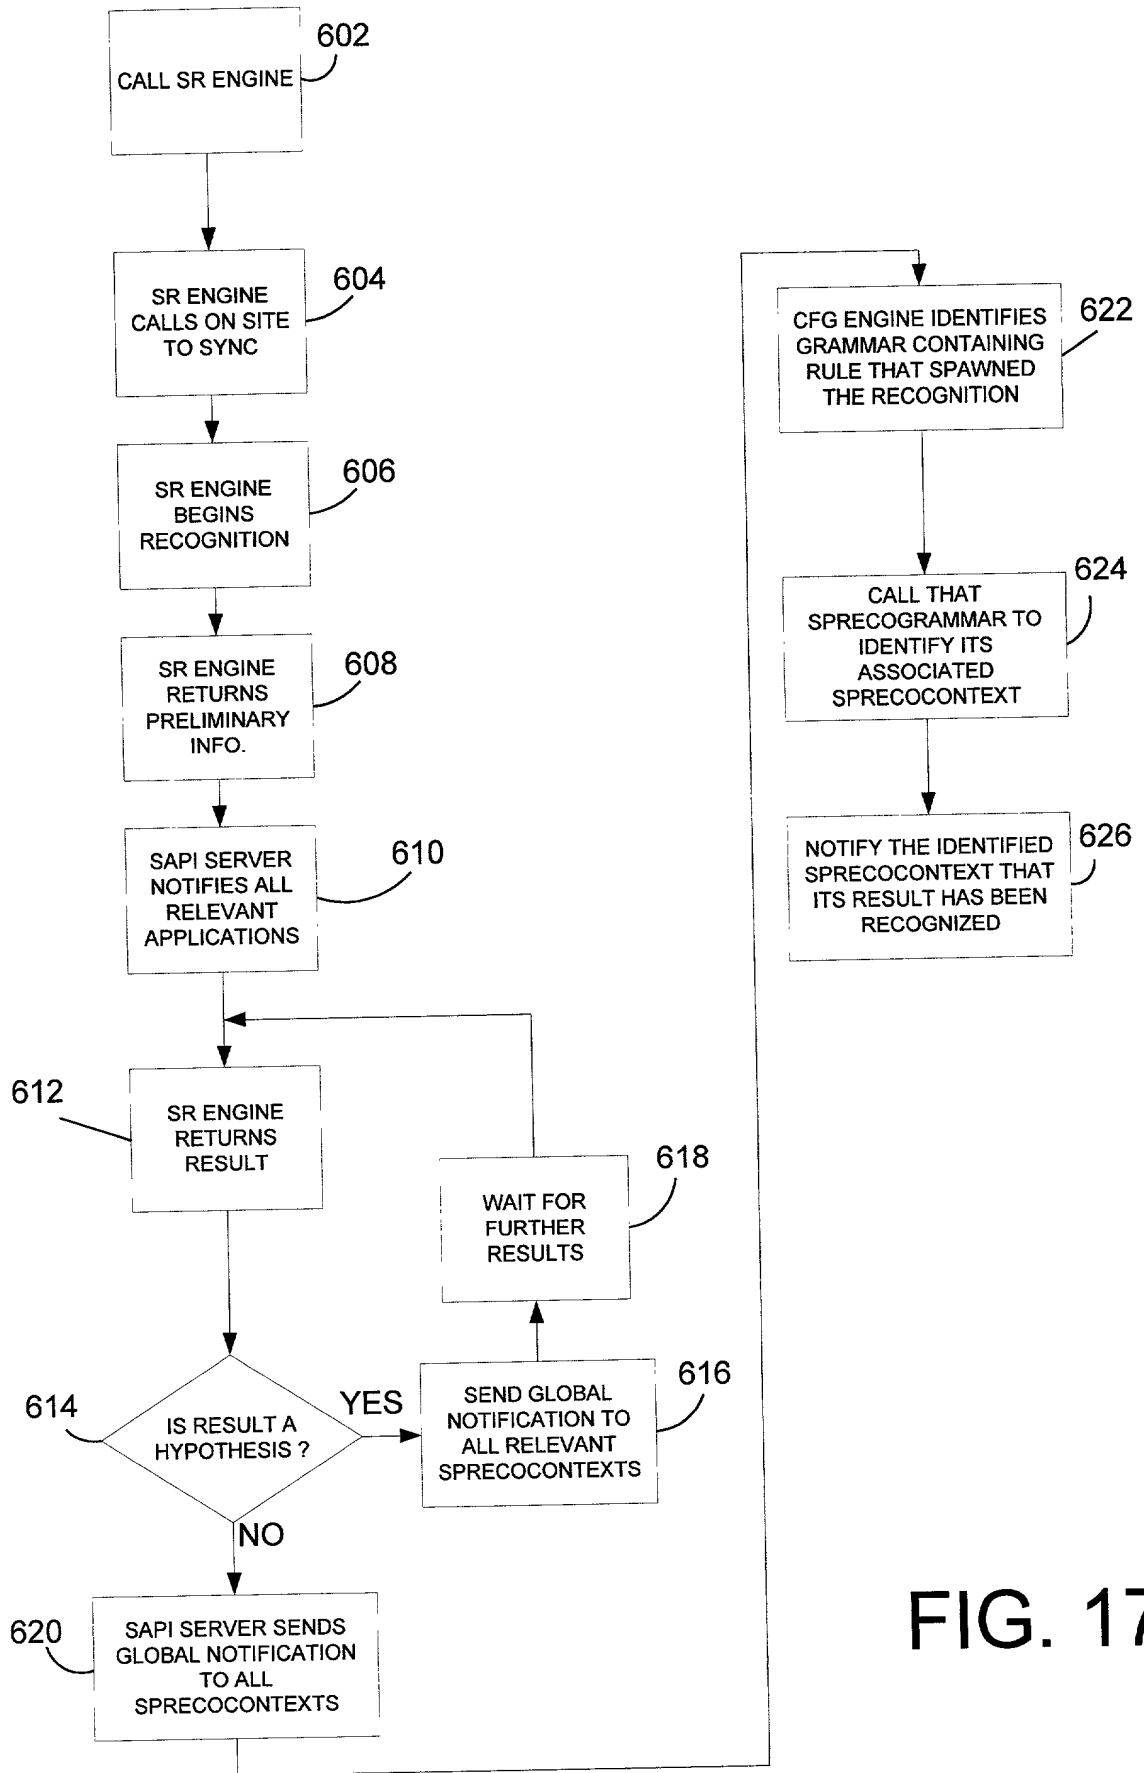 602
CALL SR ENGINE
604
SR ENGINE
CALLS ON SITE
TO SYNC
606
SR ENGINE
BEGINS
RECOGNITION
608
SR ENGINE
RETURNS
PRELIMINARY
INFO.
610
SAPI SERVER
NOTIFIES ALL
RELEVANT
APPLICATIONS
612
SR ENGINE
RETURNS
RESULT
614
IS RESULT A
HYPOTHESIS ?
YES
NO
616
SEND GLOBAL
NOTIFICATION TO
ALL RELEVANT
SPRECOCONTEXTS
618
WAIT FOR
FURTHER
RESULTS
620
SAPI SERVER SENDS
GLOBAL NOTIFICATION
TO ALL
SPRECOCONTEXTS
622
CFG ENGINE IDENTIFIES
GRAMMAR CONTAINING
RULE THAT SPAWNED
THE RECOGNITION
624
CALL THAT
SPRECOGRAMMAR TO
IDENTIFY ITS
ASSOCIATED
SPRECOCONTEXT
626
NOTIFY THE IDENTIFIED
SPRECOCONTEXT THAT
ITS RESULT HAS BEEN
RECOGNIZED
FIG. 17